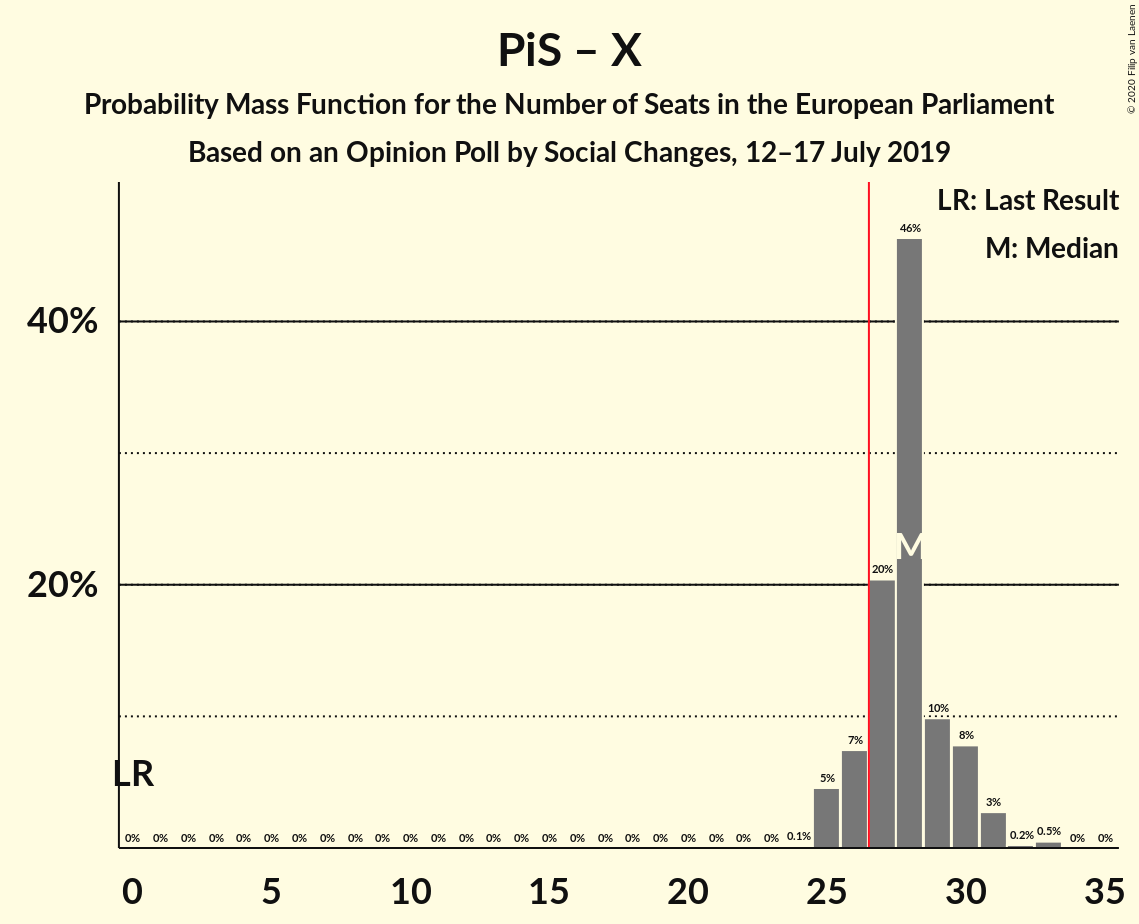 PiS – X
Probability Mass Function for the Number of Seats in the European Parliament
Based on an Opinion Poll by Social Changes, 12–17 July 2019
© 2020 Filip van Laenen
LR: Last Result
M: Median
40%
20%
46%
M
20%
10%
8%
7%
5%
3%
LR
0% 0% 0% 0% 0% 0% 0% 0% 0% 0% 0% 0% 0% 0% 0% 0% 0% 0% 0% 0% 0% 0% 0% 0% 0.1% 0.2% 0.5% 0% 0%
0 5 10 15 20 25 30 35